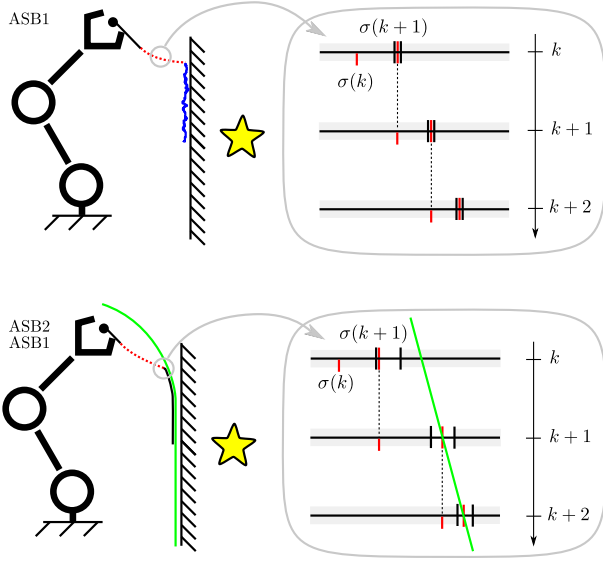 ASB1
σ(k + 1)
k
σ(k)
k + 1
k + 2
ASB2
ASB1
σ(k + 1)
k
σ(k)
k + 1
k + 2